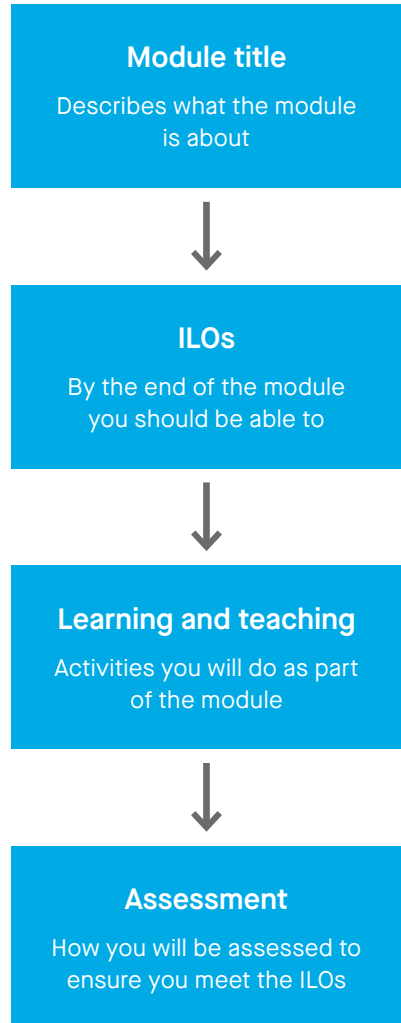 Module title
Describes what the module
is about
ILOs
By the end of the module
you should be able to
Learning and teaching
Activities you will do as part
of the module
Assessment
How you will be assessed to
ensure you meet the ILOs